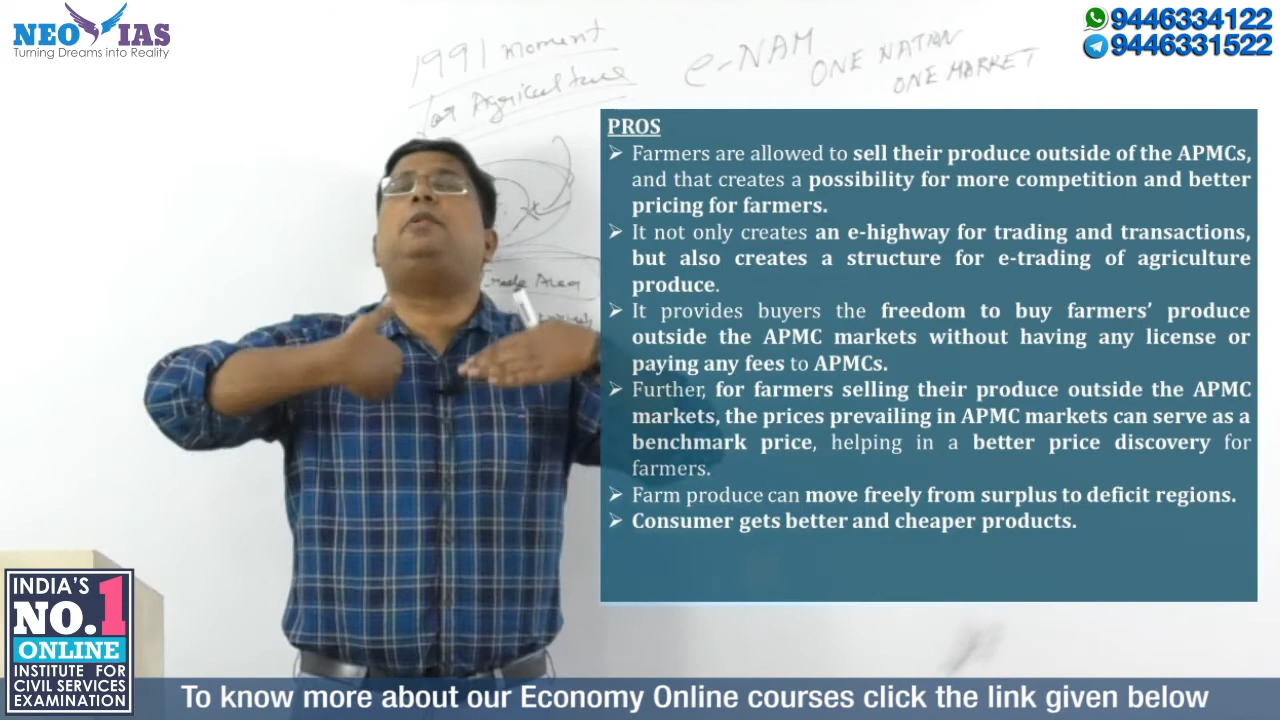 NEO IAS
Turning Dreams into Reality
9446334122
9446331522
1991 moment
for Agriculture
e-NAM
ONE NATION
ONE MARKET
Trade Area
PROS
➢ Farmers are allowed to sell their produce outside of the APMCs,
and that creates a possibility for more competition and better
pricing for farmers.
➢ It not only creates an e-highway for trading and transactions,
but also creates a structure for e-trading of agriculture
produce.
➢ It provides buyers the freedom to buy farmers’ produce
outside the APMC markets without having any license or
paying any fees to APMCs.
➢ Further, for farmers selling their produce outside the APMC
markets, the prices prevailing in APMC markets can serve as a
benchmark price, helping in a better price discovery for
farmers.
➢ Farm produce can move freely from surplus to deficit regions.
➢ Consumer gets better and cheaper products.
INDIA'S
NO.1
ONLINE
INSTITUTE FOR
CIVIL SERVICES
EXAMINATION
To know more about our Economy Online courses click the link given below